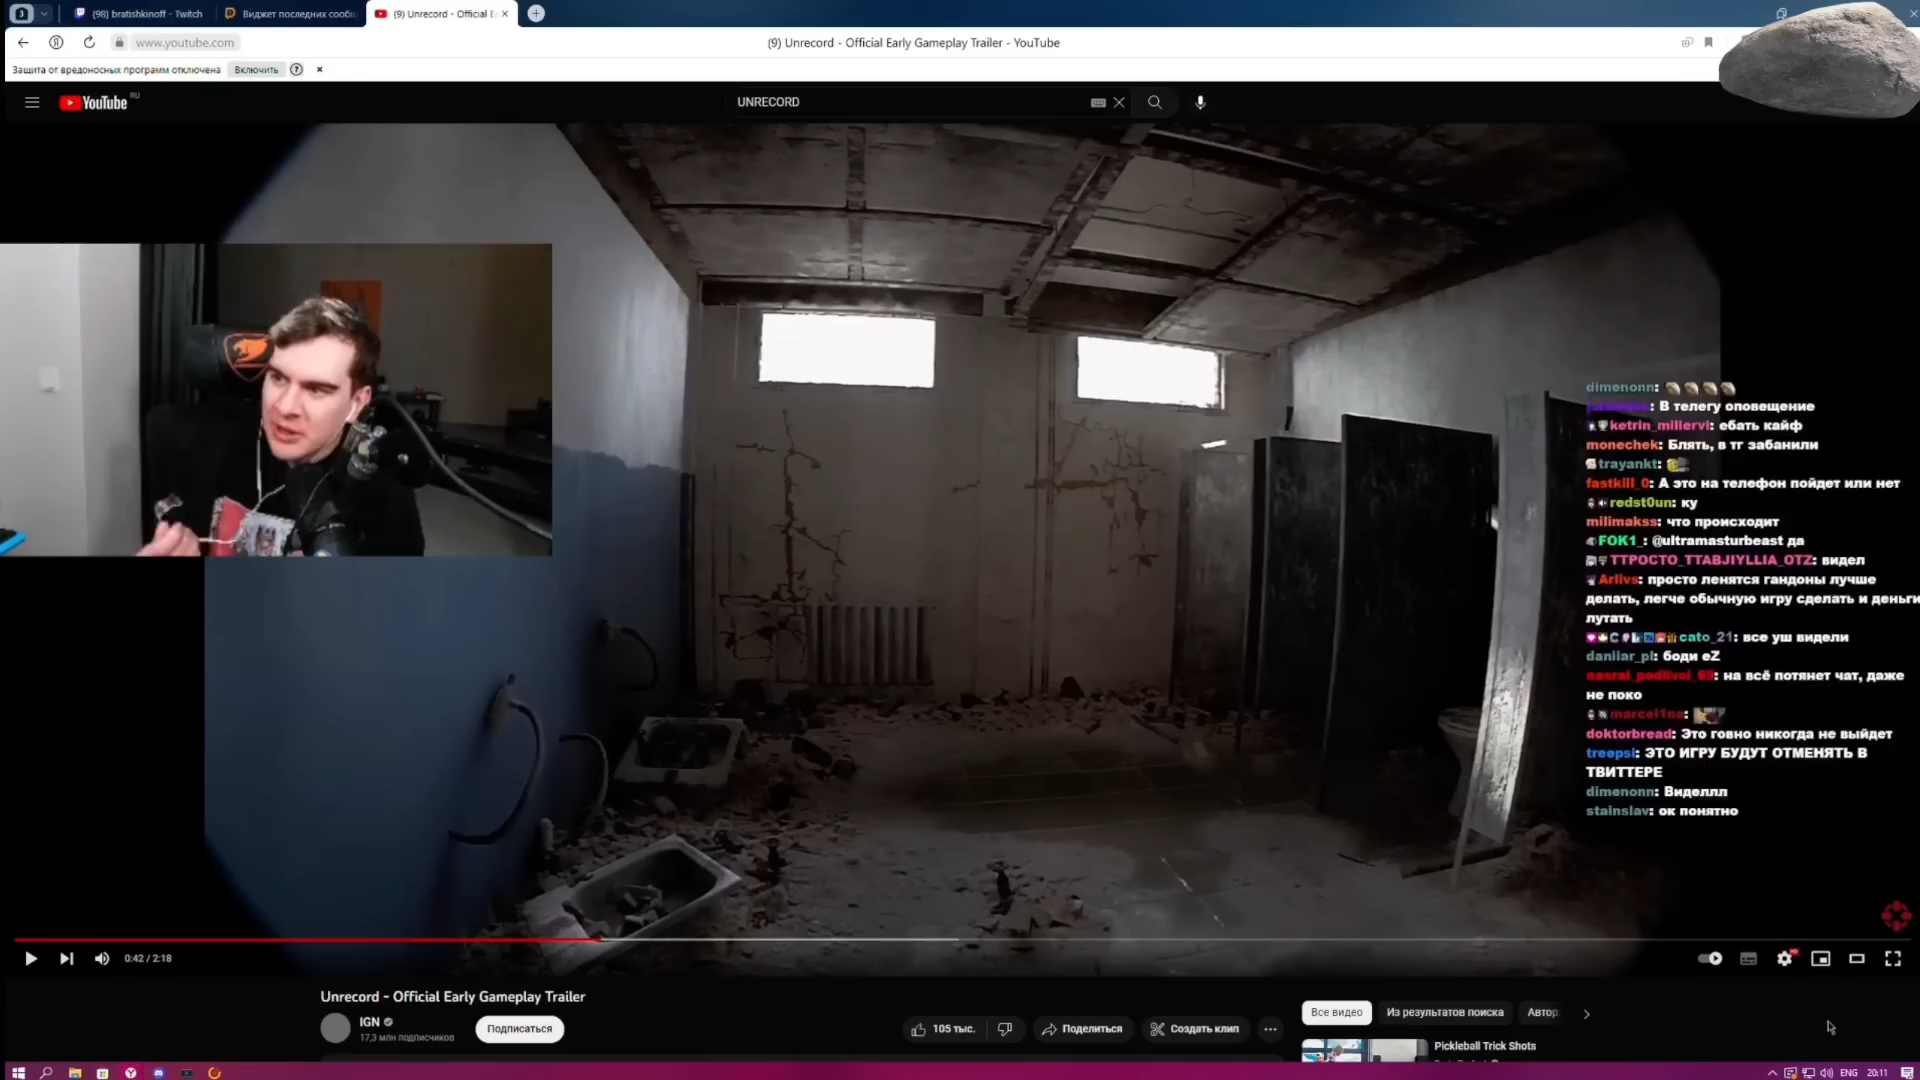 3
(98) bratishkinoff - Twitch
Виджет последних сообщ
(9) Unrecord - Official E
www.youtube.com
(9) Unrecord - Official Early Gameplay Trailer - YouTube
Защита от вредоносных программ отключена
Включить
YouTube
RU
UNRECORD
dimenonn:
: В телегу оповещение
ketrin_millervi: ебать кайф
monechek: Блять, в тг забанили
trayankt:
fastkill_0: А это на телефон пойдет или нет
redst0un: ку
milimakss: что происходит
FOK1_: @ultramasturbeast да
TTPOCTO_TTABJIYLLIA_OTZ: видел
Arlivs: просто ленятся гандоны лучше
делать, легче обычную игру сделать и деньги
лутать
cato_21: все уш видели
daniiar_pl: боди eZ
: на всё потянет чат, даже
не поко
marcel1no:
doktorbread: Это говно никогда не выйдет
treepsi: ЭТО ИГРУ БУДУТ ОТМЕНЯТЬ В
ТВИТТЕРЕ
dimenonn: Виделлл
stainslav: ок понятно
0:42 / 2:18
Unrecord - Official Early Gameplay Trailer
IGN
17,3 млн подписчиков
Подписаться
105 тыс.
Поделиться
Создать клип
Все видео
Из результатов поиска
Автор:
Pickleball Trick Shots
ENG
20:11